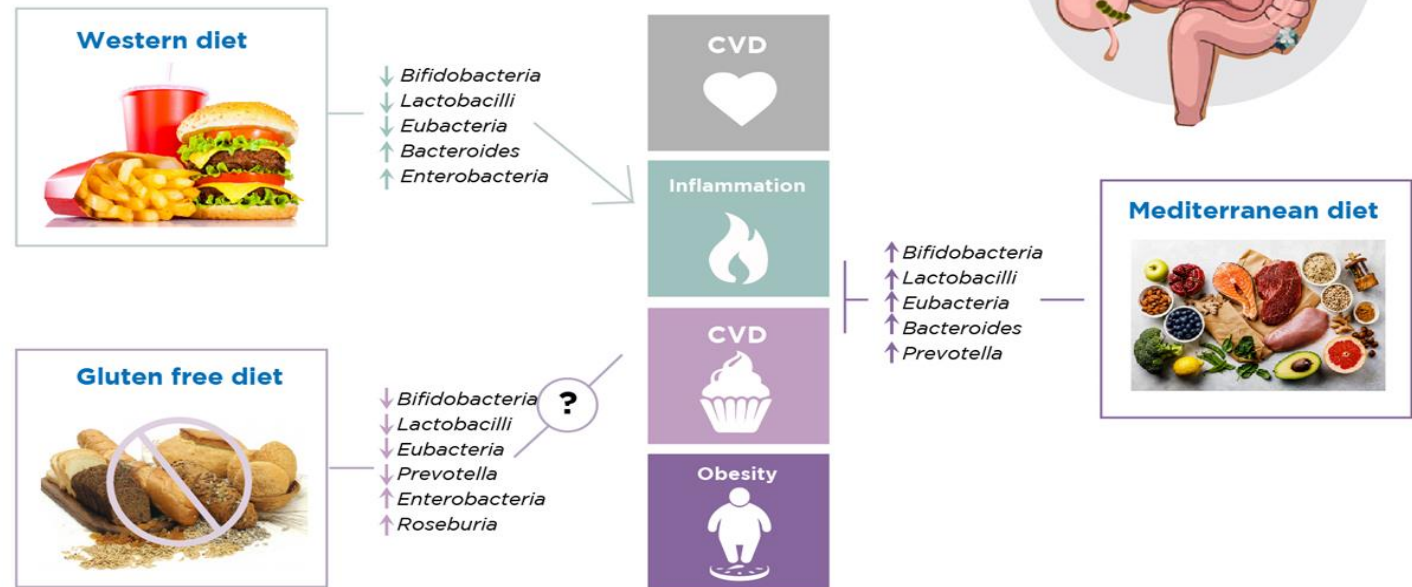 Western diet
↓ Bifidobacteria
↓ Lactobacilli
↓ Eubacteria
↑ Bacteroides
↑ Enterobacteria
CVD
Inflammation
CVD
Obesity
↑ Bifidobacteria
↑ Lactobacilli
↑ Eubacteria
↑ Bacteroides
↑ Prevotella
Mediterranean diet
Gluten free diet
↓ Bifidobacteria
↓ Lactobacilli
↓ Eubacteria
↓ Prevotella
↑ Enterobacteria
↑ Roseburia
?